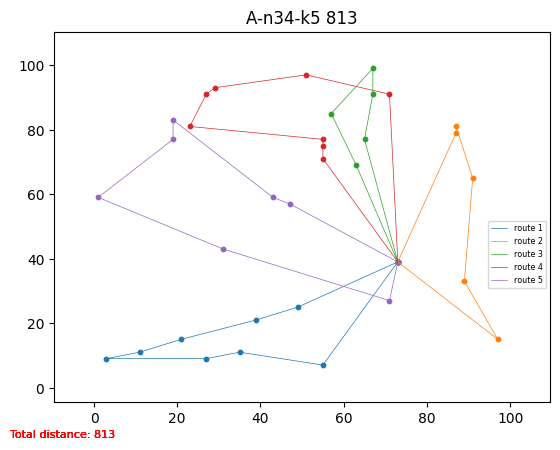 A-n34-k5 813
100
80
60
40
20
0
0 20 40 60 80 100
route 1
route 2
route 3
route 4
route 5
Total distance: 813